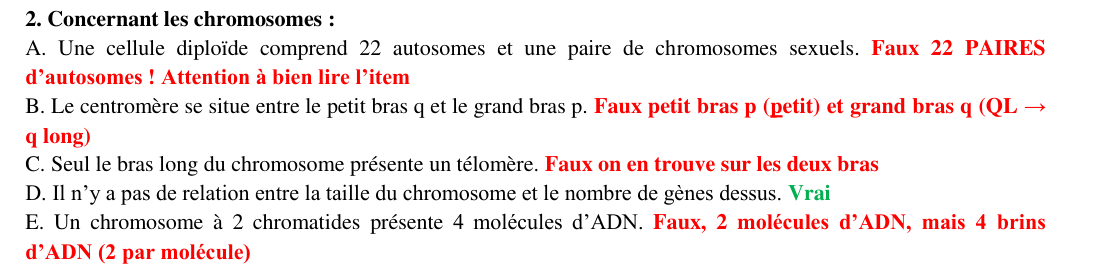 2. Concernant les chromosomes :
A. Une cellule diploïde comprend 22 autosomes et une paire de chromosomes sexuels. Faux 22 PAIRES
d’autosomes ! Attention à bien lire l’item
B. Le centromère se situe entre le petit bras q et le grand bras p. Faux petit bras p (petit) et grand bras q (QL →
q long)
C. Seul le bras long du chromosome présente un télomère. Faux on en trouve sur les deux bras
D. Il n’y a pas de relation entre la taille du chromosome et le nombre de gènes dessus. Vrai
E. Un chromosome à 2 chromatides présente 4 molécules d’ADN. Faux, 2 molécules d’ADN, mais 4 brins
d’ADN (2 par molécule)